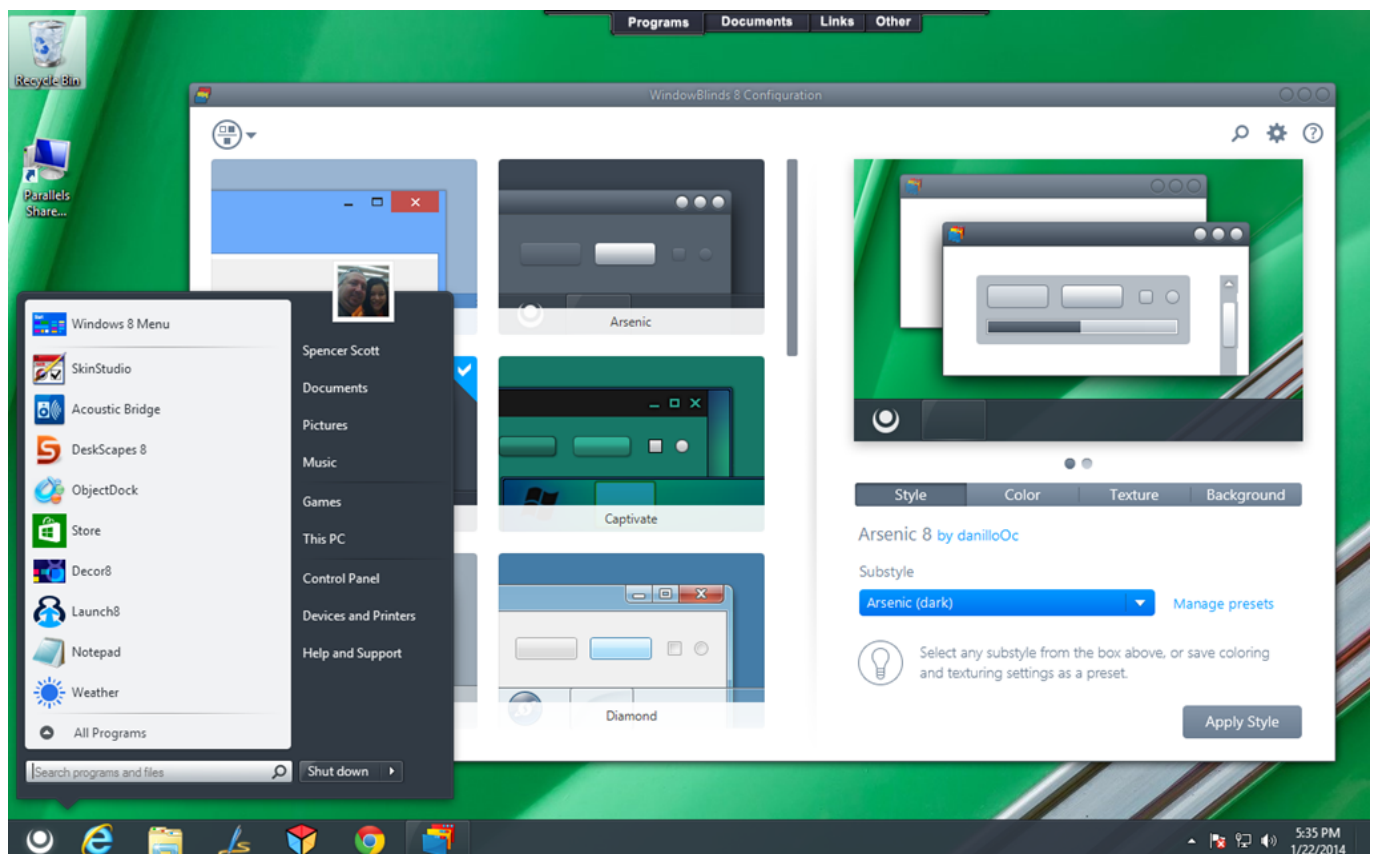 Programs
Documents
Links
Other
Recycle Bin
Parallels
Share...
WindowBlinds 8 Configuration
Arsenic
Captivate
Diamond
Style
Color
Texture
Background
Arsenic 8 by danilloOc
Substyle
Arsenic (dark)
Manage presets
Select any substyle from the box above, or save coloring
and texturing settings as a preset.
Apply Style
Windows 8 Menu
SkinStudio
Acoustic Bridge
DeskScapes 8
ObjectDock
Store
Decor8
Launch8
Notepad
Weather
All Programs
Search programs and files
Spencer Scott
Documents
Pictures
Music
Games
This PC
Control Panel
Devices and Printers
Help and Support
Shut down
5:35 PM
1/22/2014